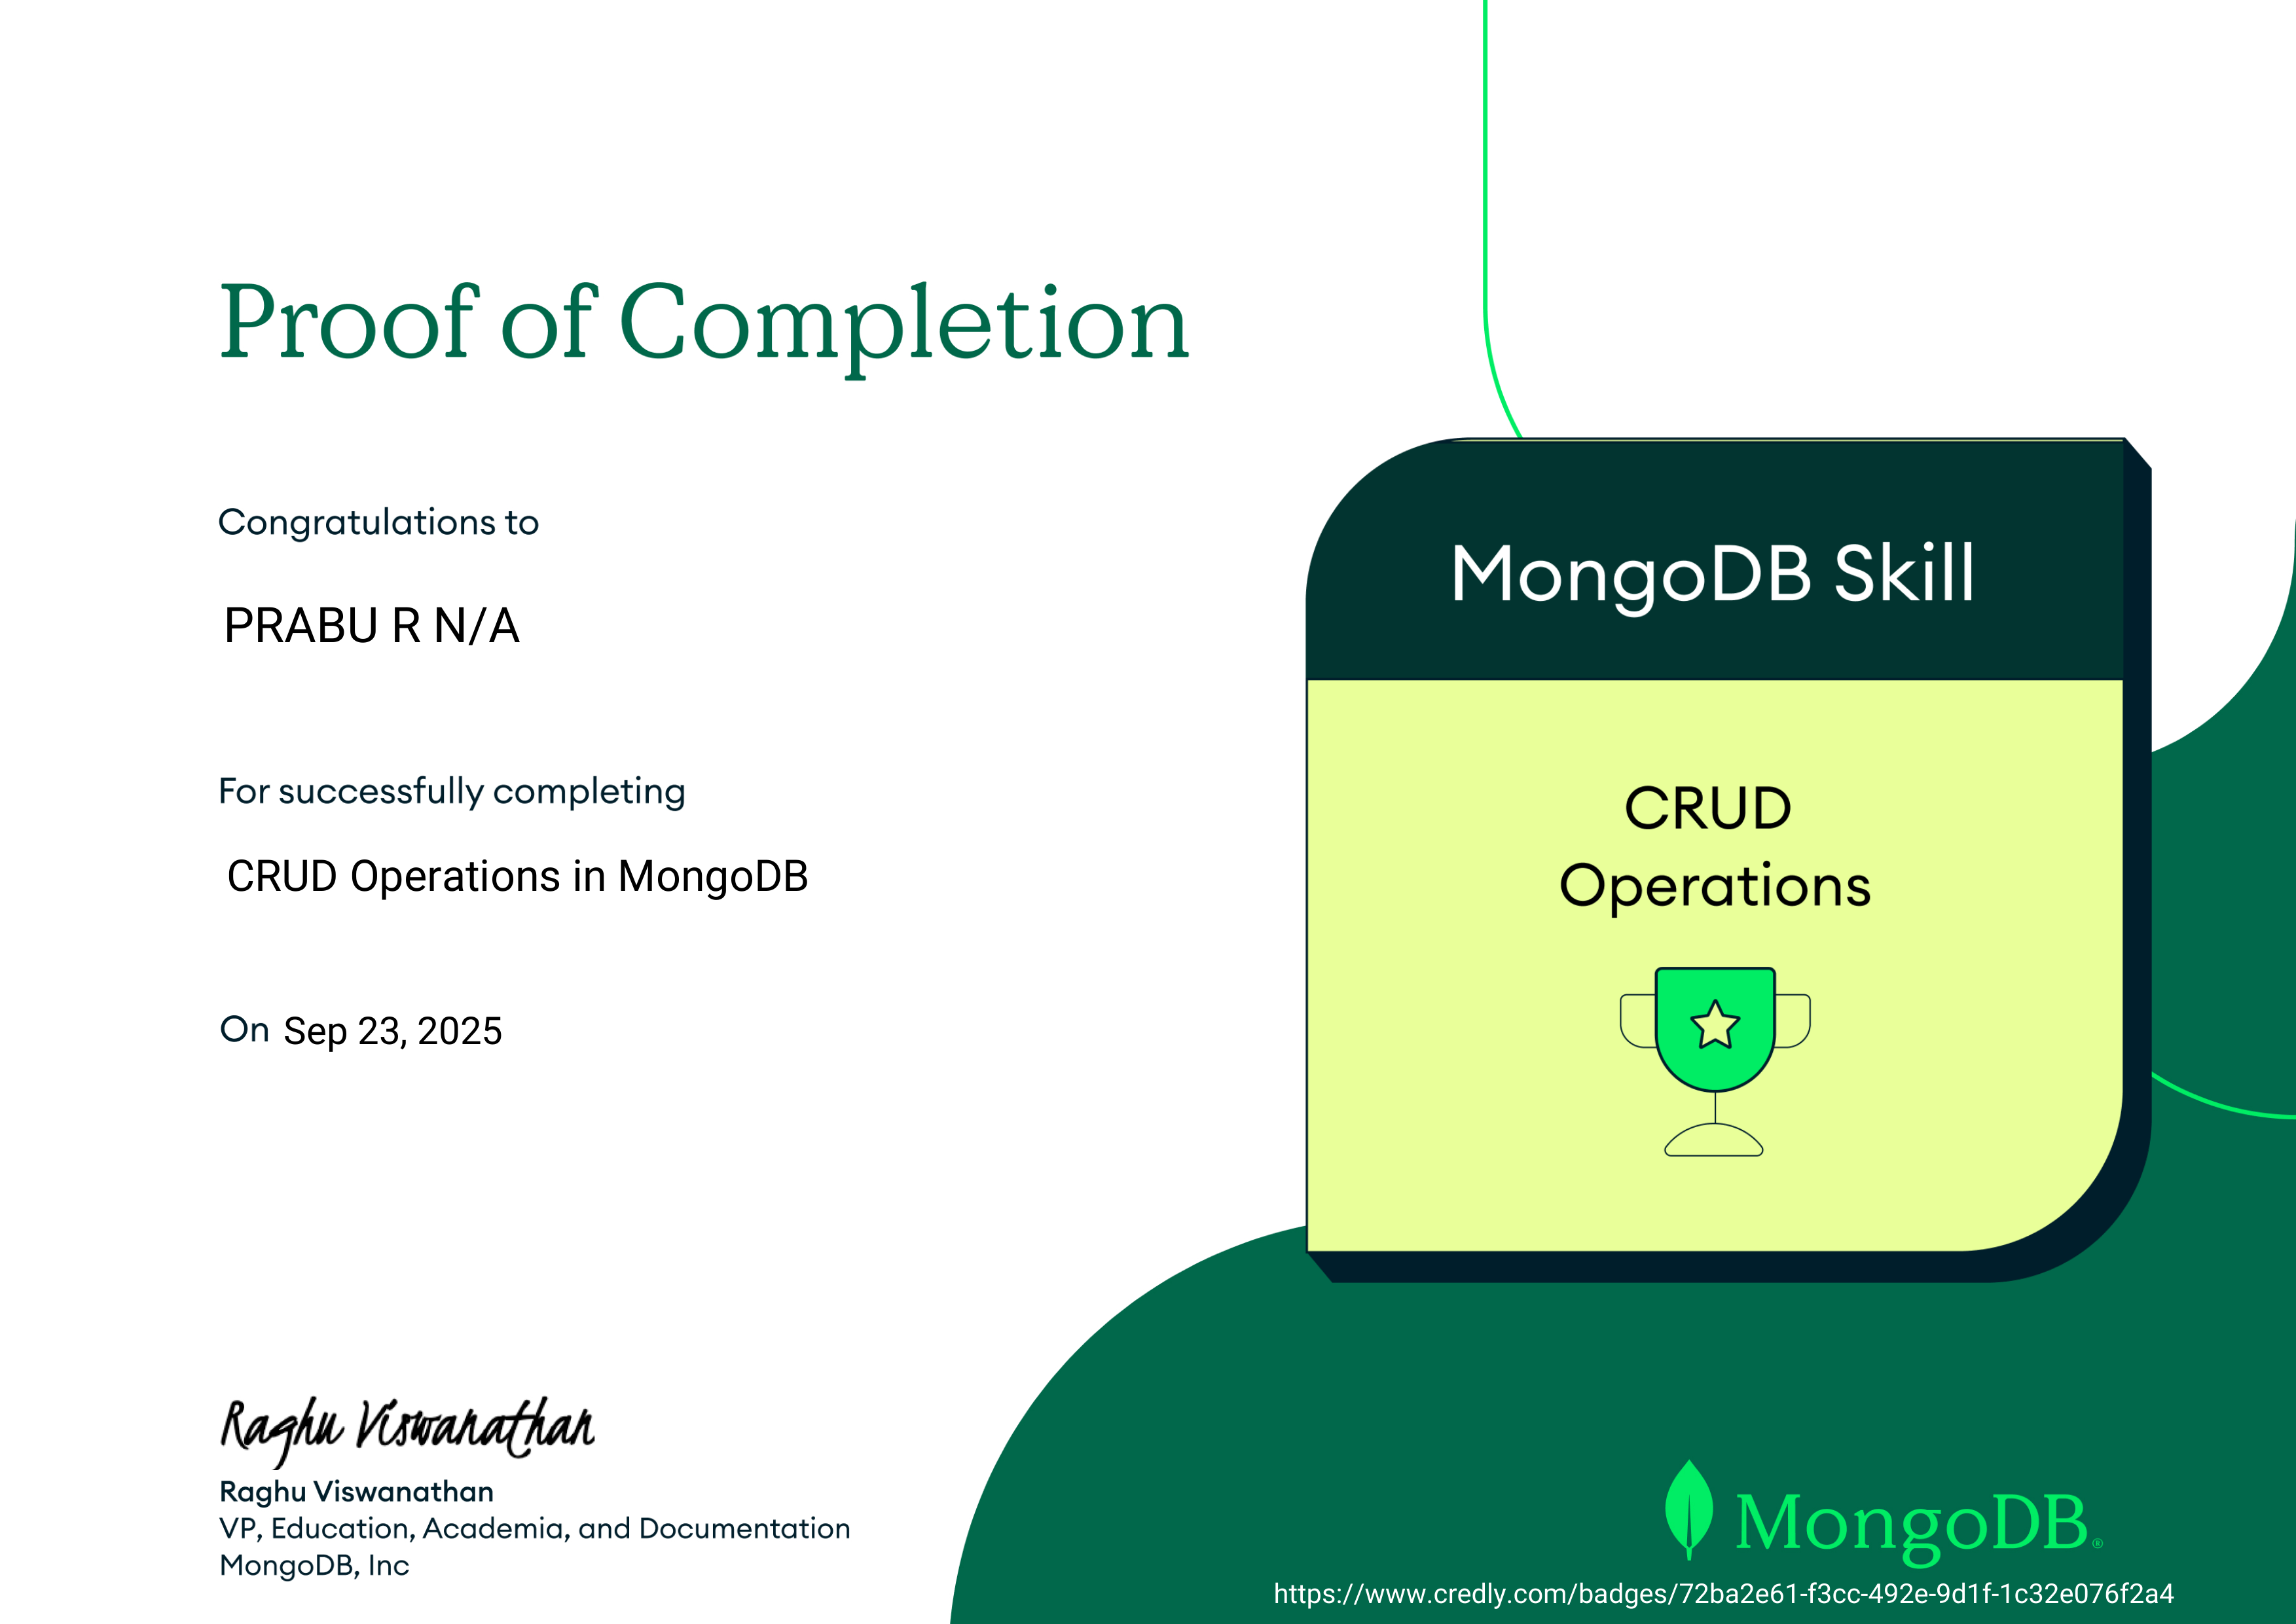 Proof of Completion
Congratulations to
PRABU R N/A
For successfully completing
CRUD Operations in MongoDB
On Sep 23, 2025
Raghu Viswanathan
Raghu Viswanathan
VP, Education, Academia, and Documentation
MongoDB, Inc
MongoDB Skill
CRUD
Operations
MongoDB®
https://www.credly.com/badges/72ba2e61-f3cc-492e-9d1f-1c32e076f2a4